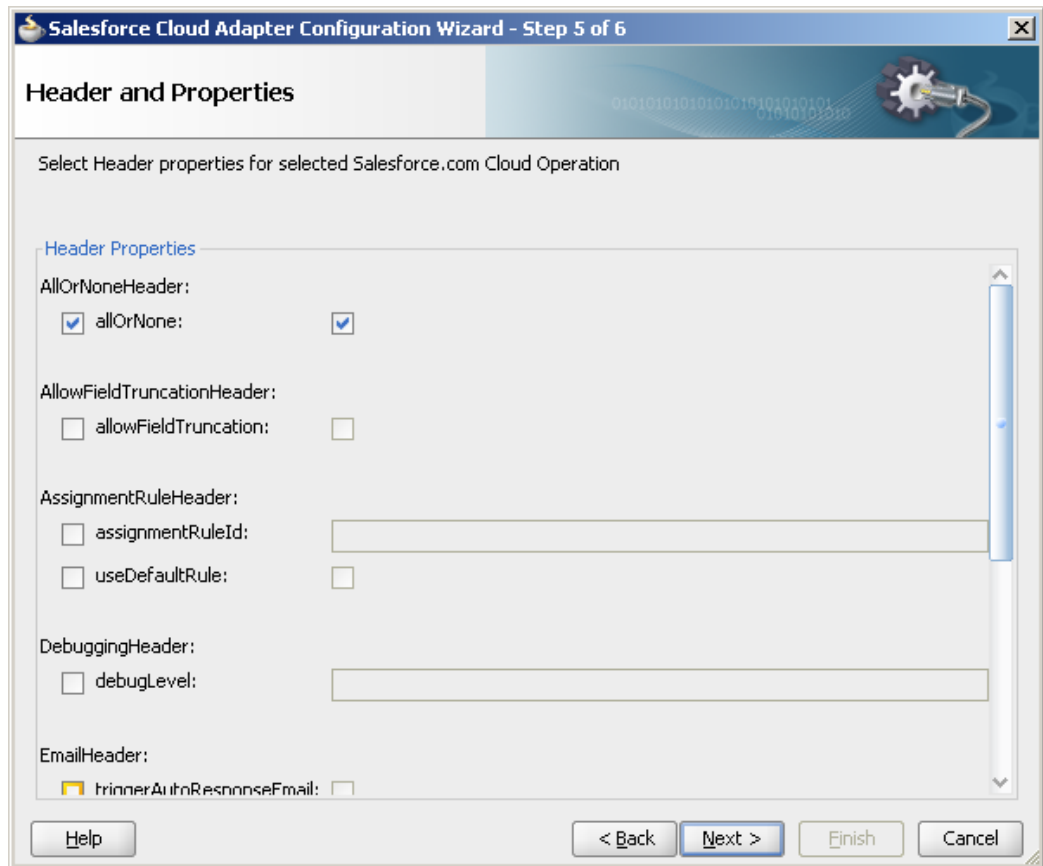 Salesforce Cloud Adapter Configuration Wizard - Step 5 of 6
Header and Properties
010101010101010101010101
01010101010
Select Header properties for selected Salesforce.com Cloud Operation
Header Properties
AllOrNoneHeader:
allOrNone:
AllowFieldTruncationHeader:
allowFieldTruncation:
AssignmentRuleHeader:
assignmentRuleId:
useDefaultRule:
DebuggingHeader:
debugLevel:
EmailHeader:
triggerAutoResponseEmail:
Help < Back Next > Finish Cancel